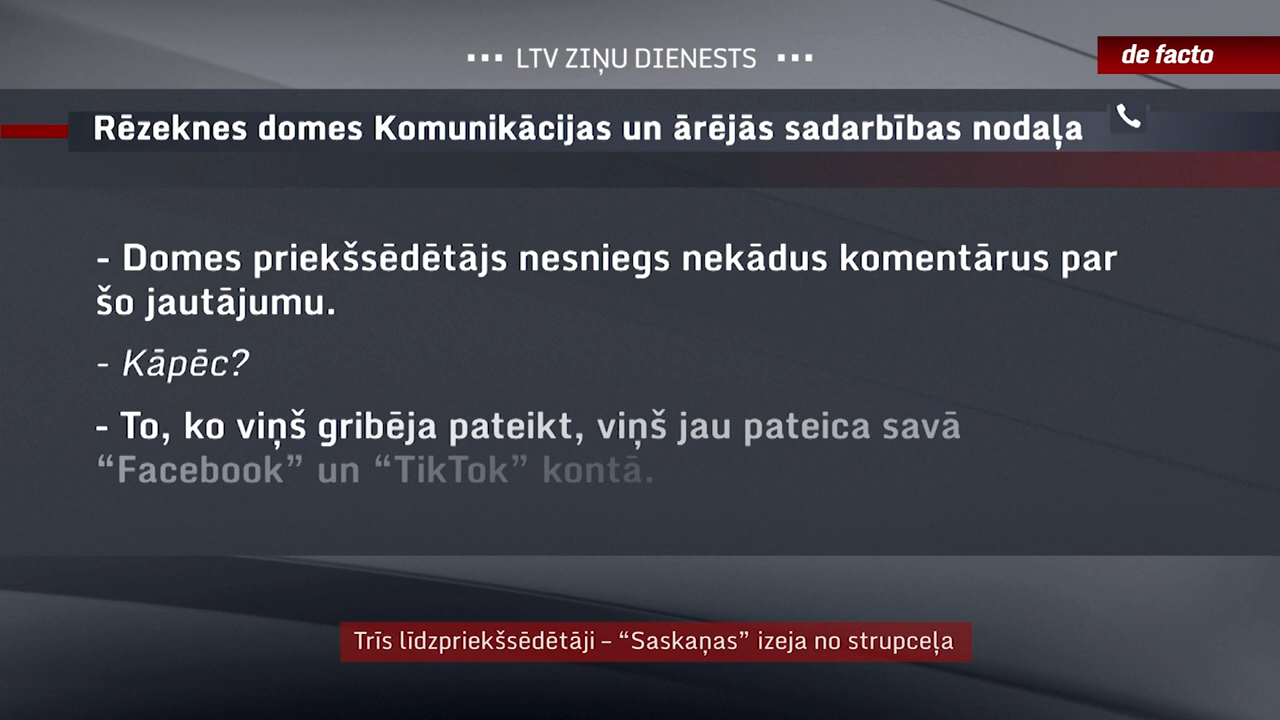 LTV ZIŅU DIENESTS
de facto
Rēzeknes domes Komunikācijas un ārējās sadarbības nodaļa
- Domes priekšsēdētājs nesniegs nekādus komentārus par
šo jautājumu.
- Kāpēc?
- To, ko viņš gribēja pateikt, viņš jau pateica savā
“Facebook” un “TikTok” kontā.
Trīs līdzpriekšsēdētāji – “Saskaņas” izeja no strupceļa